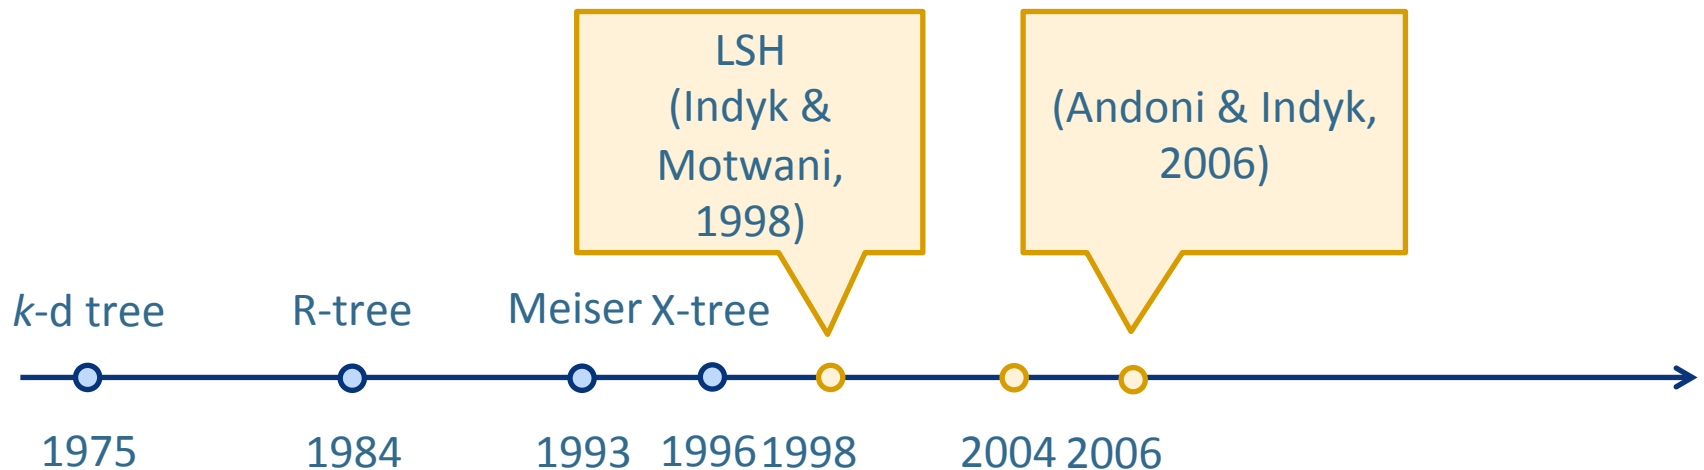 LSH
(Indyk &
Motwani,
1998)
(Andoni & Indyk,
2006)
k-d tree
R-tree
Meiser
X-tree
1975
1984
1993
1996
1998
2004
2006